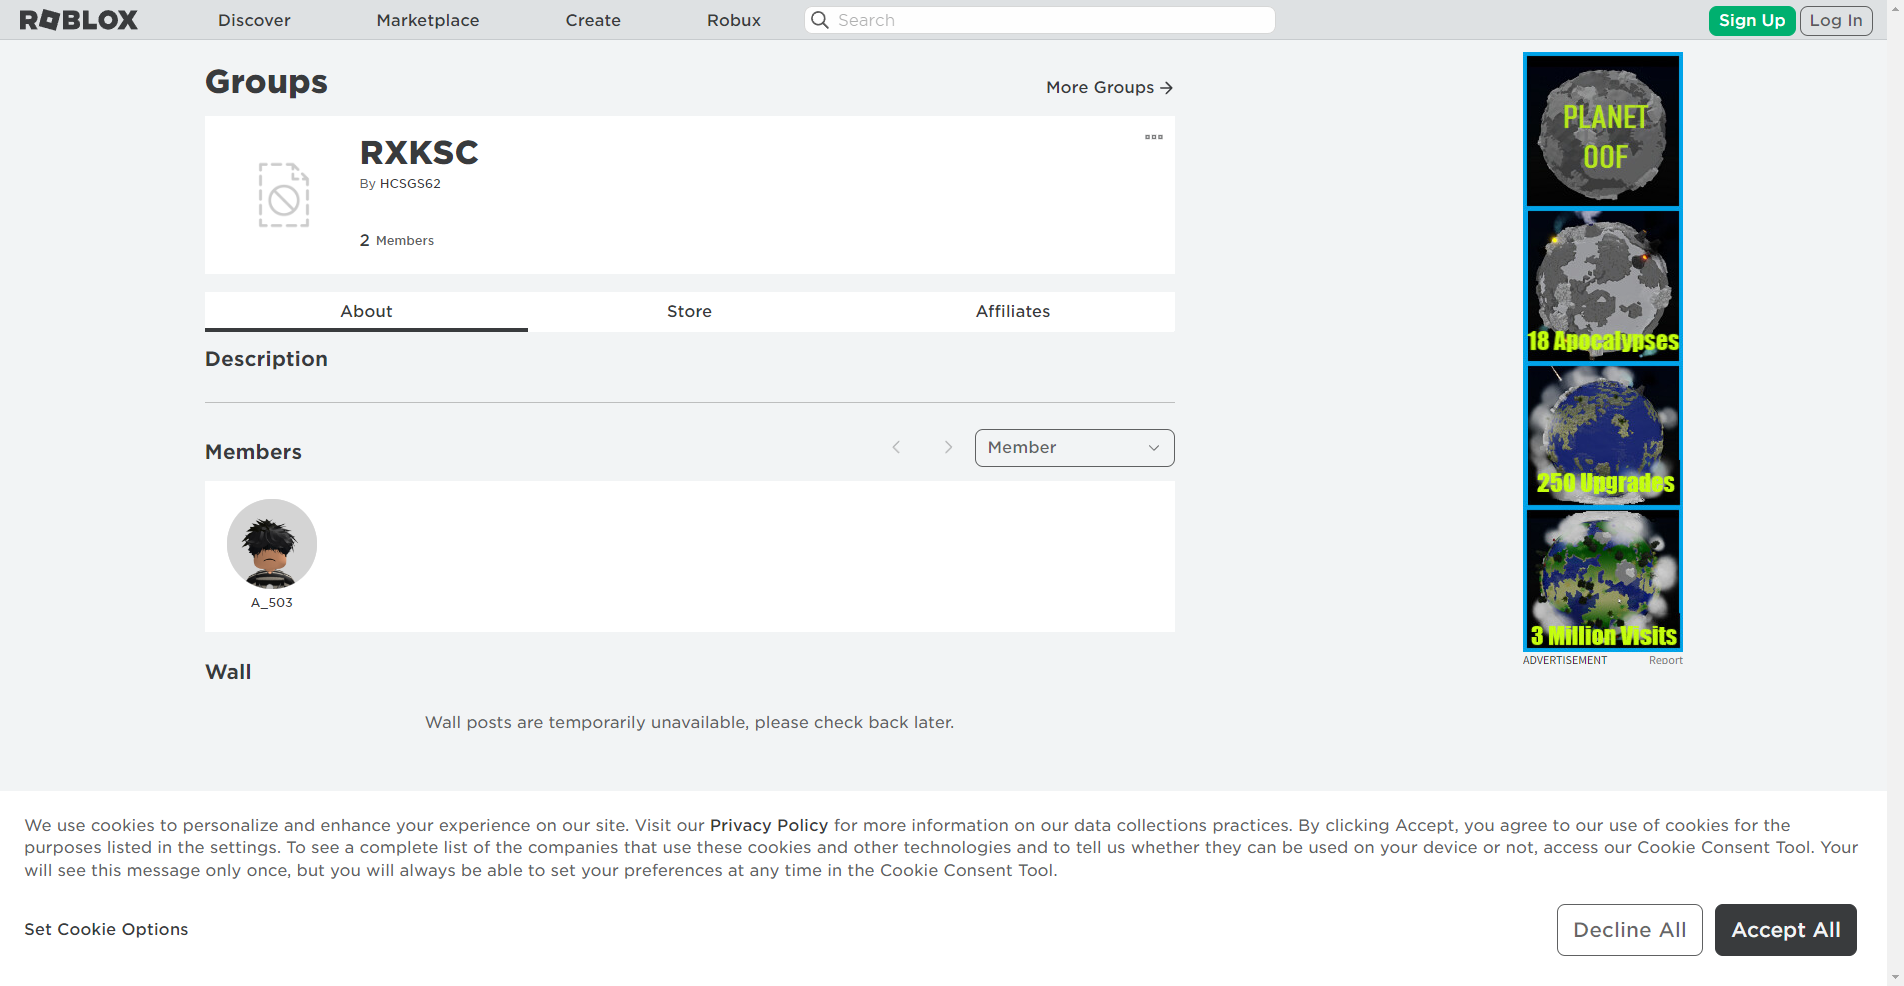 ROBLOX
Discover
Marketplace
Create
Robux
Search
Sign Up
Log In
Groups
More Groups
RXKSC
By HCSGS62
2 Members
About
Store
Affiliates
Description
Members
Member
A_503
Wall
Wall posts are temporarily unavailable, please check back later.
PLANET
OOF
18 Apocalypses
250 Upgrades
3 Million Visits
ADVERTISEMENT
Report
We use cookies to personalize and enhance your experience on our site. Visit our Privacy Policy for more information on our data collections practices. By clicking Accept, you agree to our use of cookies for the
purposes listed in the settings. To see a complete list of the companies that use these cookies and other technologies and to tell us whether they can be used on your device or not, access our Cookie Consent Tool. Your
will see this message only once, but you will always be able to set your preferences at any time in the Cookie Consent Tool.
Set Cookie Options
Decline All
Accept All